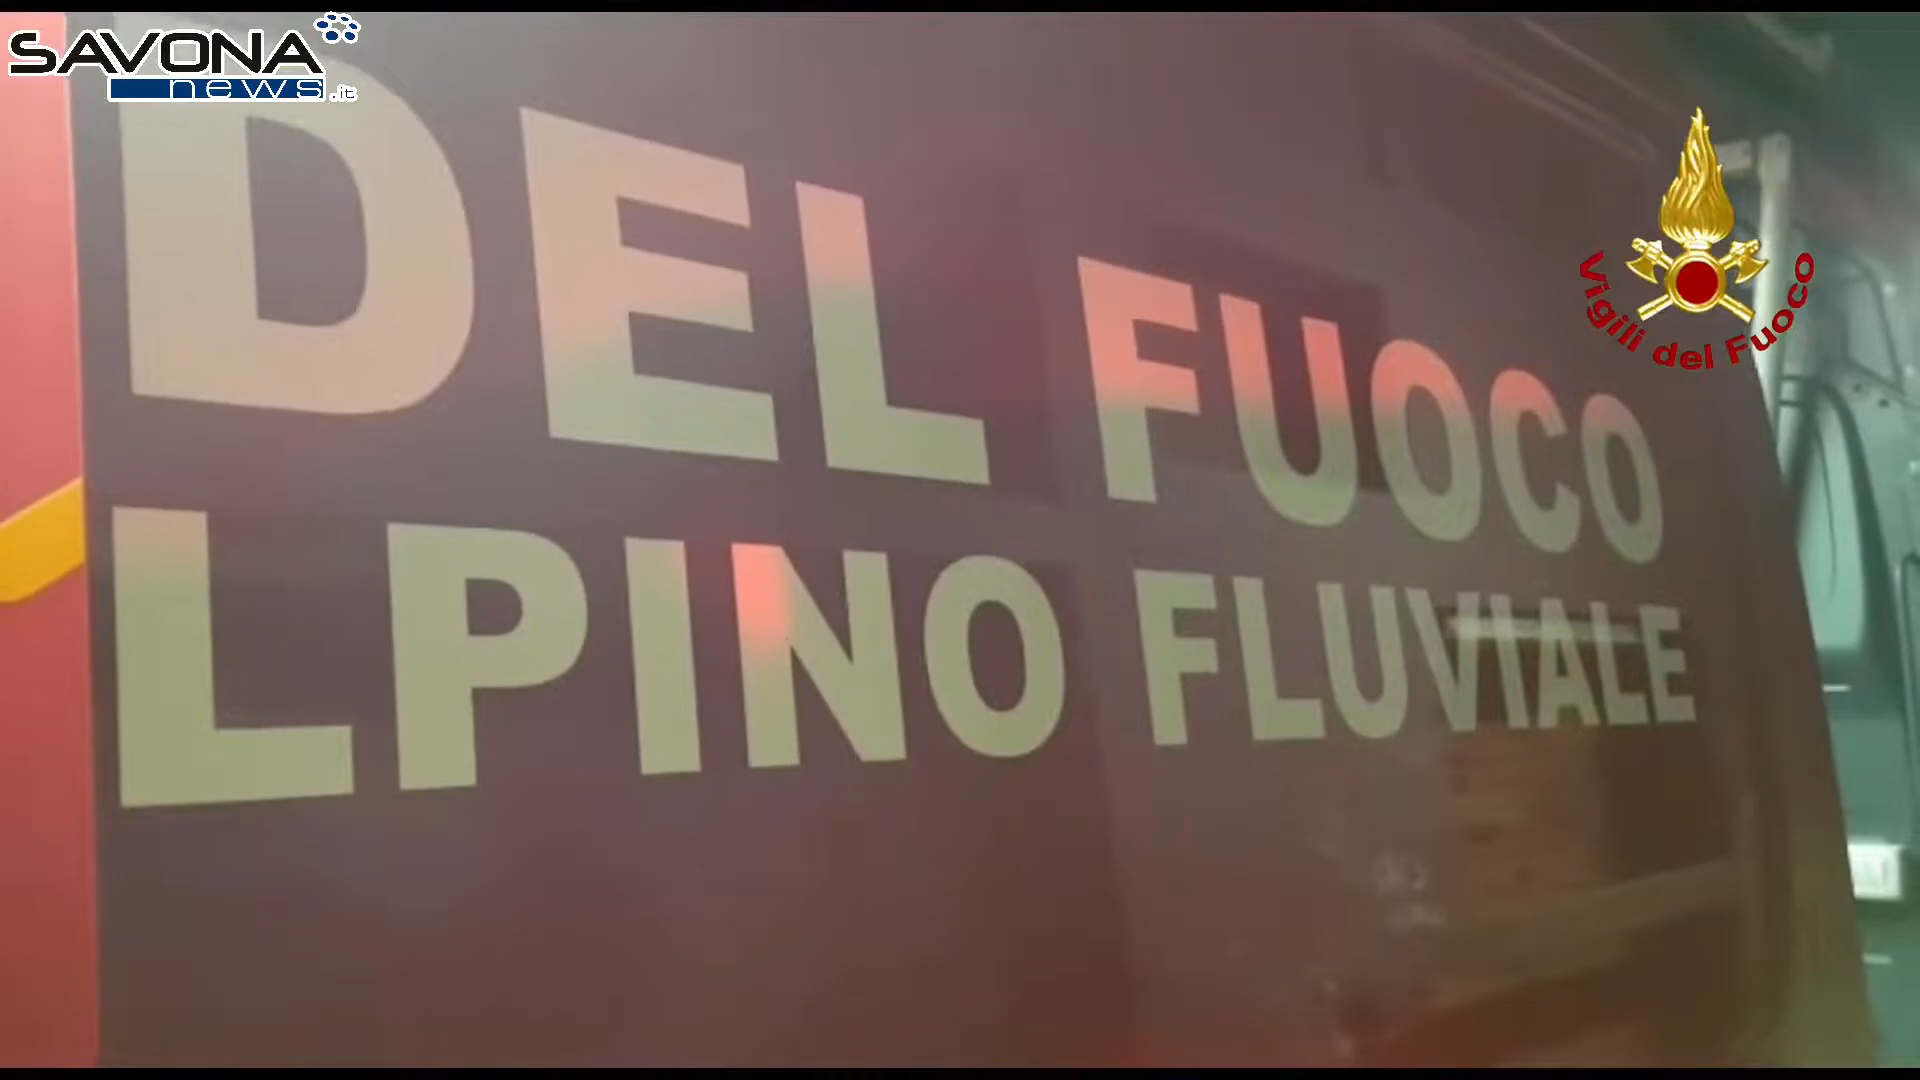 SAVONA
news.it
DEL FUOCO
LPINO FLUVIALE
Vigili del Fuoco